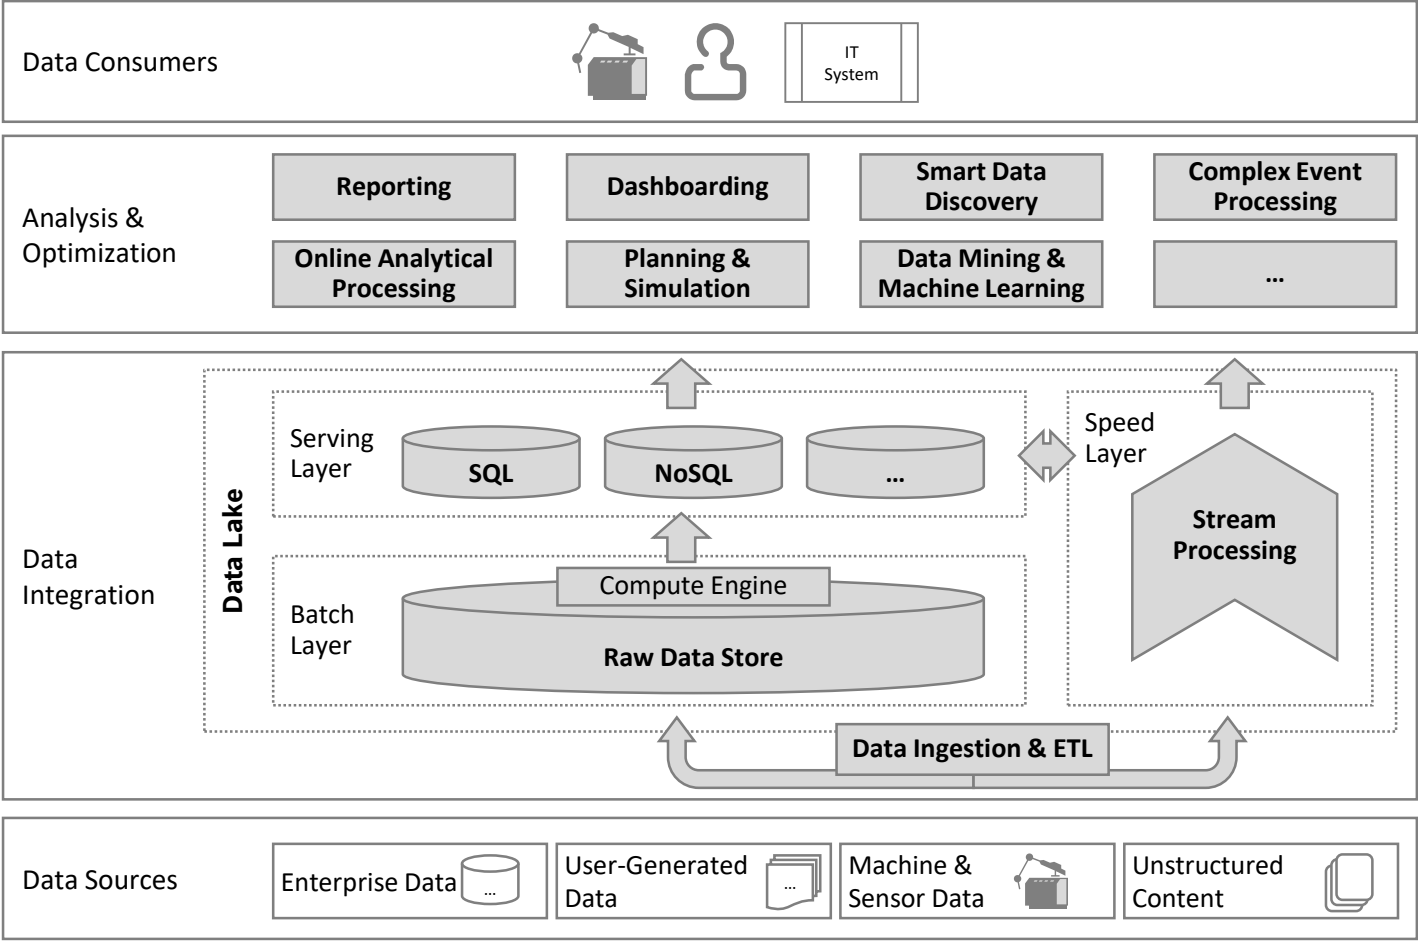 Data Consumers
IT
System
Analysis &
Optimization
Reporting
Dashboarding
Smart Data
Discovery
Complex Event
Processing
Online Analytical
Processing
Planning &
Simulation
Data Mining &
Machine Learning
...
Data
Integration
Data Lake
Serving
Layer
SQL
NoSQL
...
Speed
Layer
Stream
Processing
Batch
Layer
Compute Engine
Raw Data Store
Data Ingestion & ETL
Data Sources
Enterprise Data
...
User-Generated
Data
...
Machine &
Sensor Data
Unstructured
Content